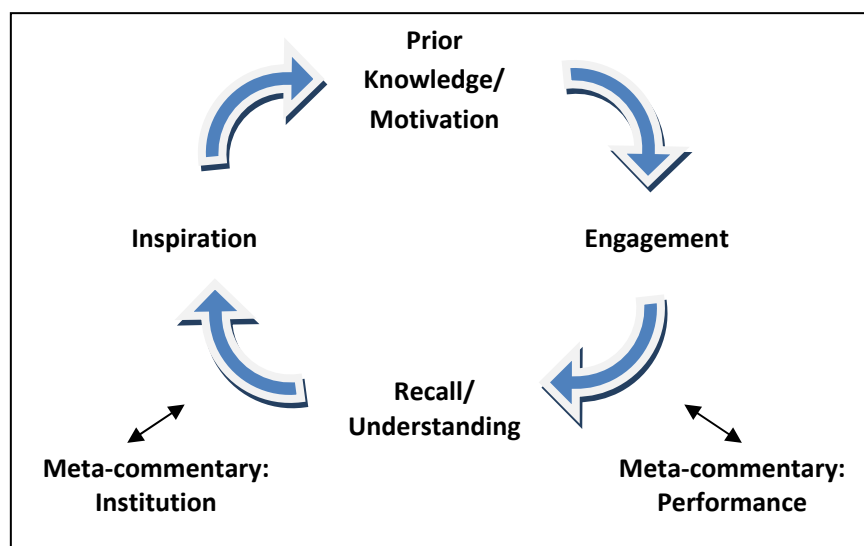 Prior
Knowledge/
Motivation
Inspiration
Engagement
Recall/
Understanding
Meta-commentary:
Institution
Meta-commentary:
Performance